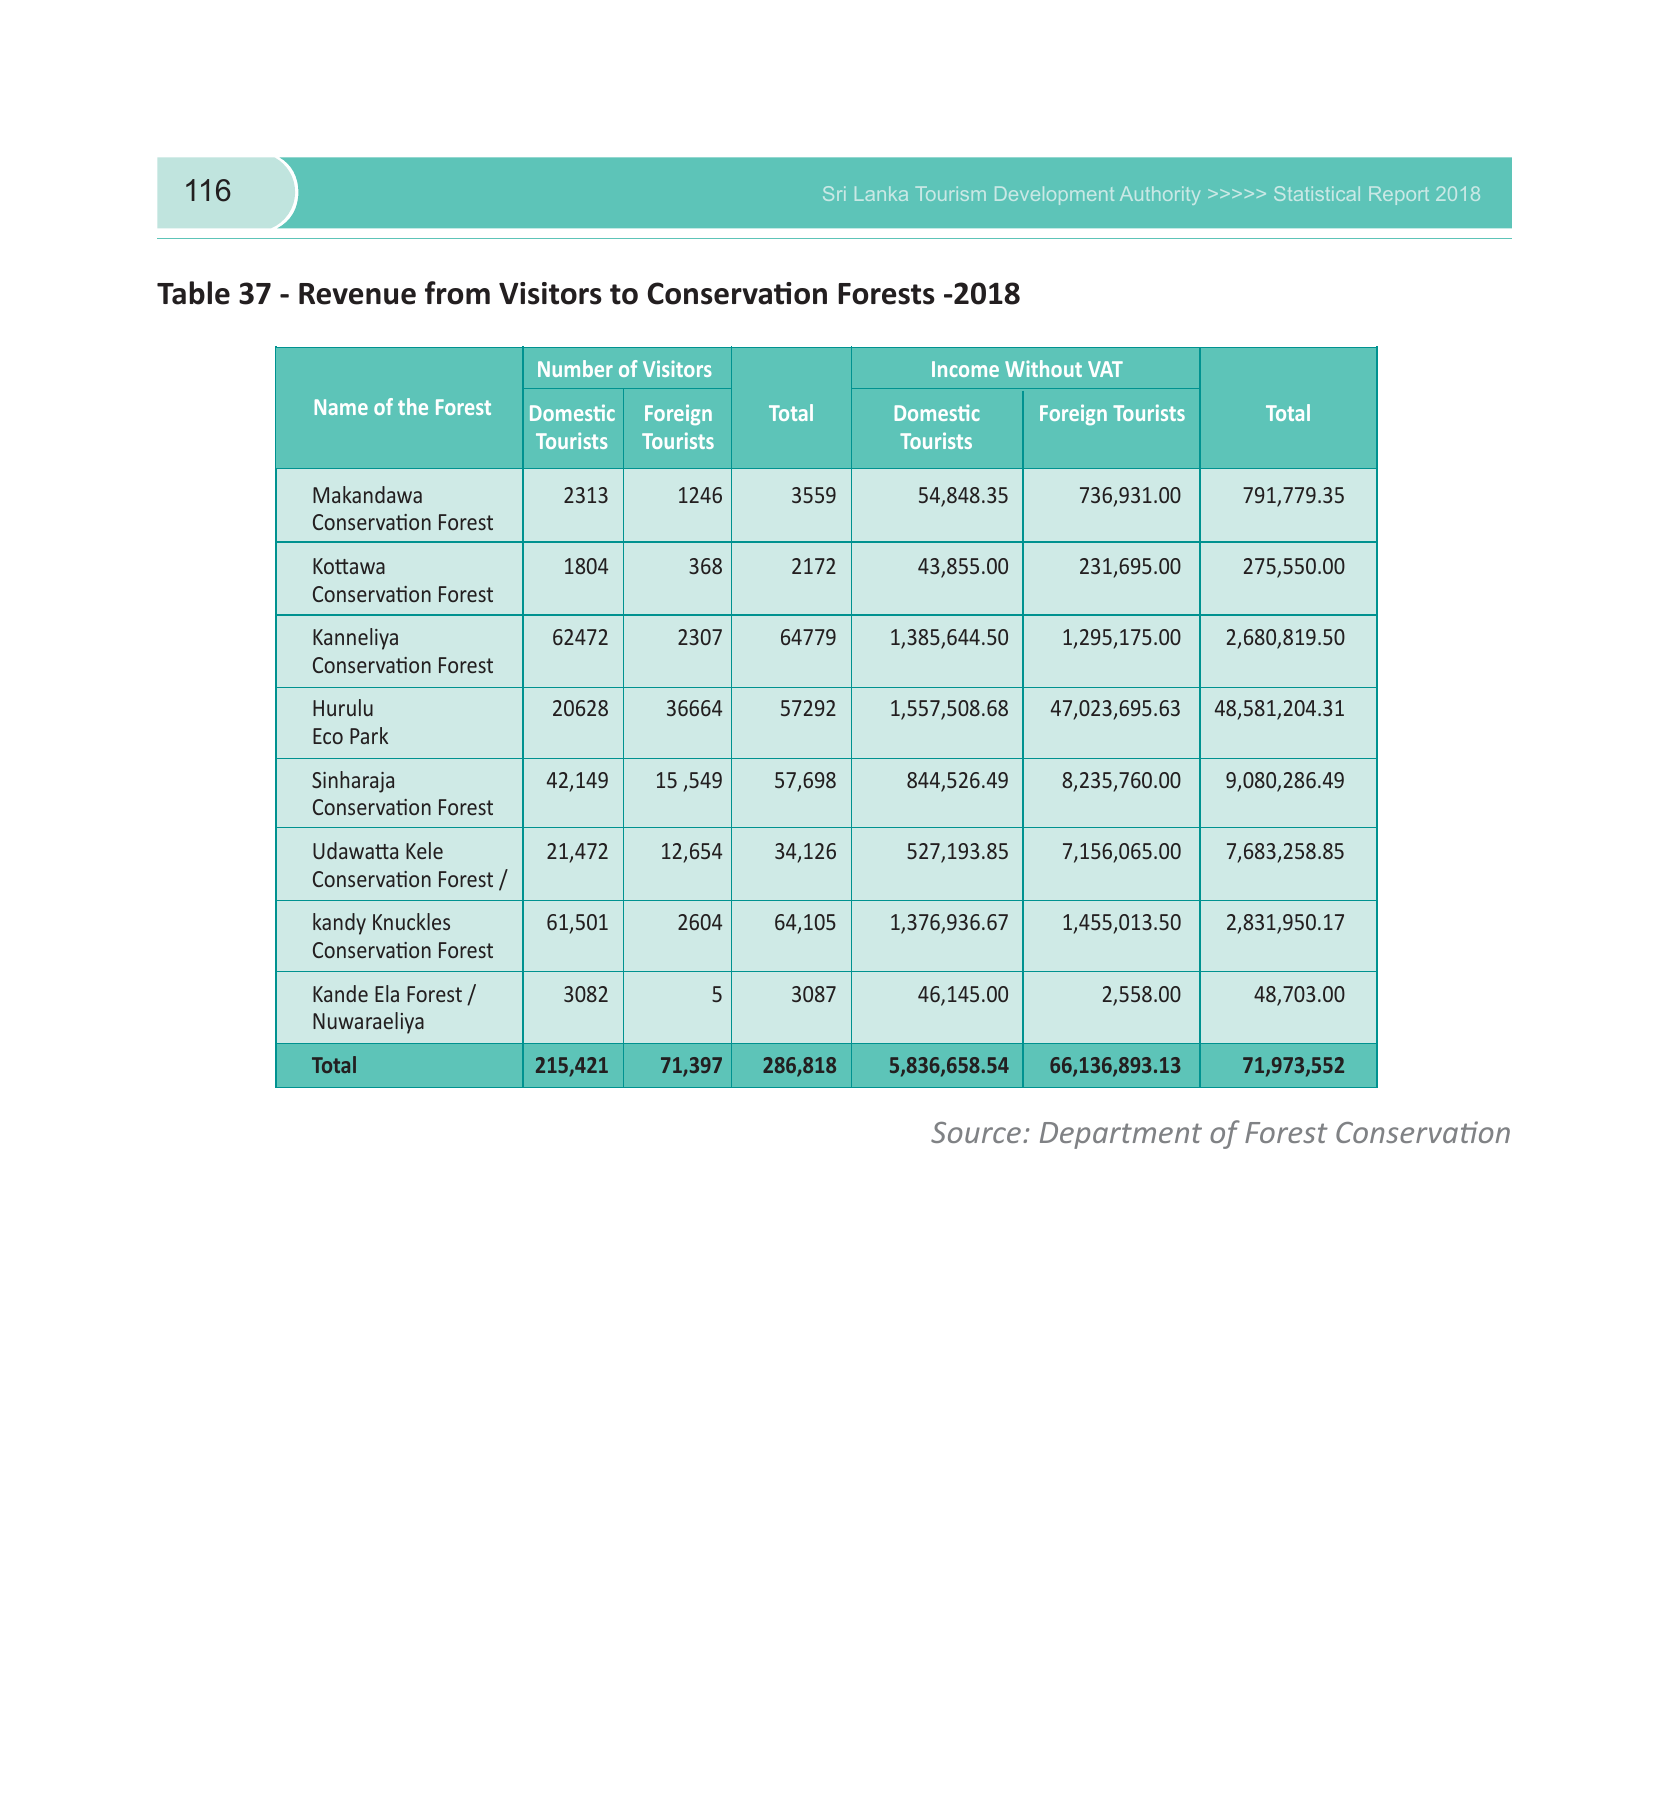 116
Sri Lanka Tourism Development Authority >>>>> Statistical Report 2018
Table 37 - Revenue from Visitors to Conservation Forests -2018
Name of the Forest
Number of Visitors
Domestic
Tourists
Foreign
Tourists
Total
Income Without VAT
Domestic
Tourists
Foreign Tourists
Total
Makandawa 2313 1246 3559 54,848.35 736,931.00 791,779.35
Conservation Forest
Kottawa 1804 368 2172 43,855.00 231,695.00 275,550.00
Conservation Forest
Kanneliya 62472 2307 64779 1,385,644.50 1,295,175.00 2,680,819.50
Conservation Forest
Hurulu 20628 36664 57292 1,557,508.68 47,023,695.63 48,581,204.31
Eco Park
Sinharaja 42,149 15 ,549 57,698 844,526.49 8,235,760.00 9,080,286.49
Conservation Forest
Udawatta Kele 21,472 12,654 34,126 527,193.85 7,156,065.00 7,683,258.85
Conservation Forest /
kandy Knuckles 61,501 2604 64,105 1,376,936.67 1,455,013.50 2,831,950.17
Conservation Forest
Kande Ela Forest / 3082 5 3087 46,145.00 2,558.00 48,703.00
Nuwaraeliya
Total 215,421 71,397 286,818 5,836,658.54 66,136,893.13 71,973,552
Source: Department of Forest Conservation